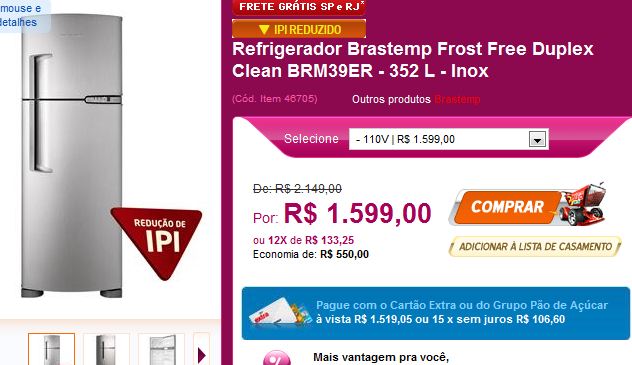 mouse e
detalhes
FRETE GRÁTIS SP e RJ*
▼ IPI REDUZIDO
Refrigerador Brastemp Frost Free Duplex
Clean BRM39ER - 352 L - Inox
(Cód. Item 46705) Outros produtos Brastemp
Selecione - 110V | R$ 1.599,00
De: R$ 2.149,00
Por: R$ 1.599,00
ou 12X de R$ 133,25
Economia de: R$ 550,00
COMPRAR
ADICIONAR À LISTA DE CASAMENTO
REDUÇÃO DE
IPI
extra
Pague com o Cartão Extra ou do Grupo Pão de Açúcar
à vista R$ 1.519,05 ou 15 x sem juros R$ 106,60
%
Mais vantagem pra você,